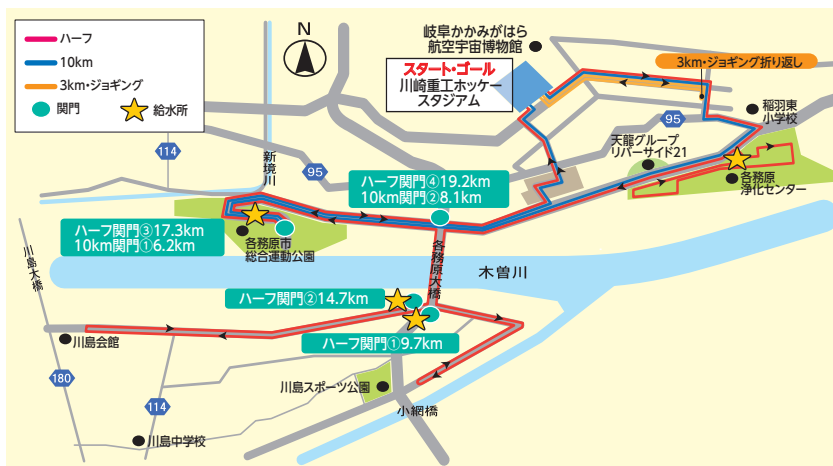 ハーフ
10km
3km・ジョギング
関門
給水所
N
岐阜かかみがはら
航空宇宙博物館
スタート・ゴール
川崎重工ホッケー
スタジアム
3km・ジョギング折り返し
稲羽東
小学校
95
天龍グループ
リバーサイド21
各務原
浄化センター
114
新境川
95
ハーフ関門④19.2km
10km関門②8.1km
ハーフ関門③17.3km
10km関門①6.2km
各務原市
総合運動公園
川島大橋
各務原大橋
木曽川
ハーフ関門②14.7km
ハーフ関門①9.7km
川島会館
180
114
川島スポーツ公園
小網橋
川島中学校